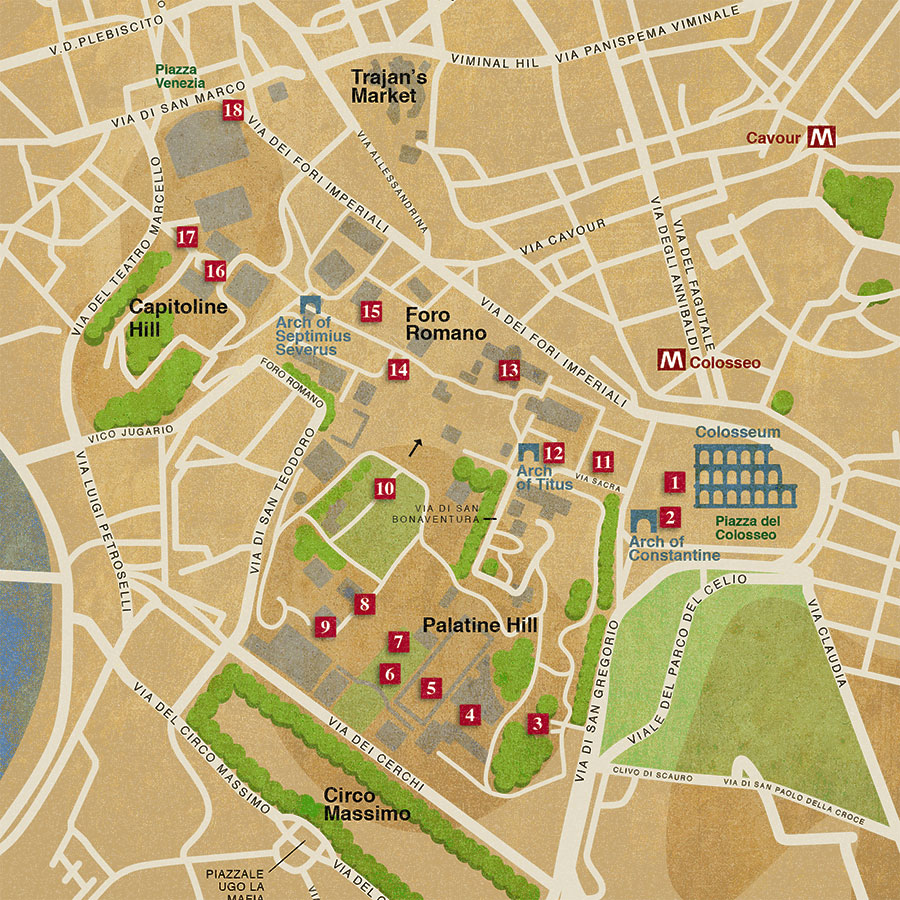 V.D.PLEBISCITO
VIMINAL HIL
VIA PANISPEMA VIMINALE
Piazza
Venezia
Trajan's
Market
VIA DI SAN MARCO
18
VIA DEI FORI IMPERIALI
VIA ALLESSANDRINA
Cavour M
VIA DEL TEATRO MARCELLO
17
16
VIA CAVOUR
VIA DEGLI ANNIBALDI
VIA DEL FAGUTALE
Capitoline
Hill
Arch of
Septimius
Severus
15
Foro
Romano
VIA DEI FORI IMPERIALI
14
13
M Colosseo
FORO ROMANO
VICO JUGARIO
Colosseum
12
11
Arch
of Titus
VIA SACRA
1
2
10
VIA DI SAN
BONAVENTURA
Piazza del
Colosseo
Arch of
Constantine
VIA LUIGI PETROSELLI
VIA DI SAN TEODORO
8
9
7
Palatine Hill
6
5
4
3
VIA DI SAN GREGORIO
VIALE DEL PARCO DEL CELIO
VIA CLAUDIA
VIA DEL CIRCO MASSIMO
VIA DEI CERCHI
CLIVO DI SCAURO
VIA DI SAN PAOLO DELLA CROCE
Circo
Massimo
PIAZZALE
UGO LA
MAFIA
VIA
VIA DEL C